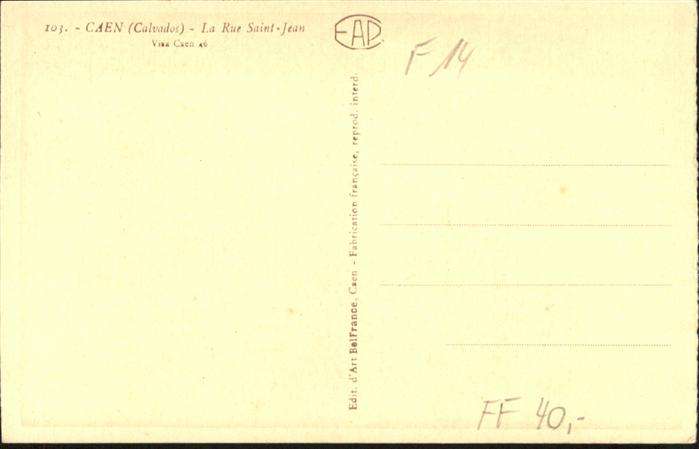 103. - CAEN (Calvados) - La Rue Saint-Jean
Visa Caen 46
EAP
F 14
Edit. d'Art BelFrance, Caen - Fabrication française, reprod. interd.
FF 40,-